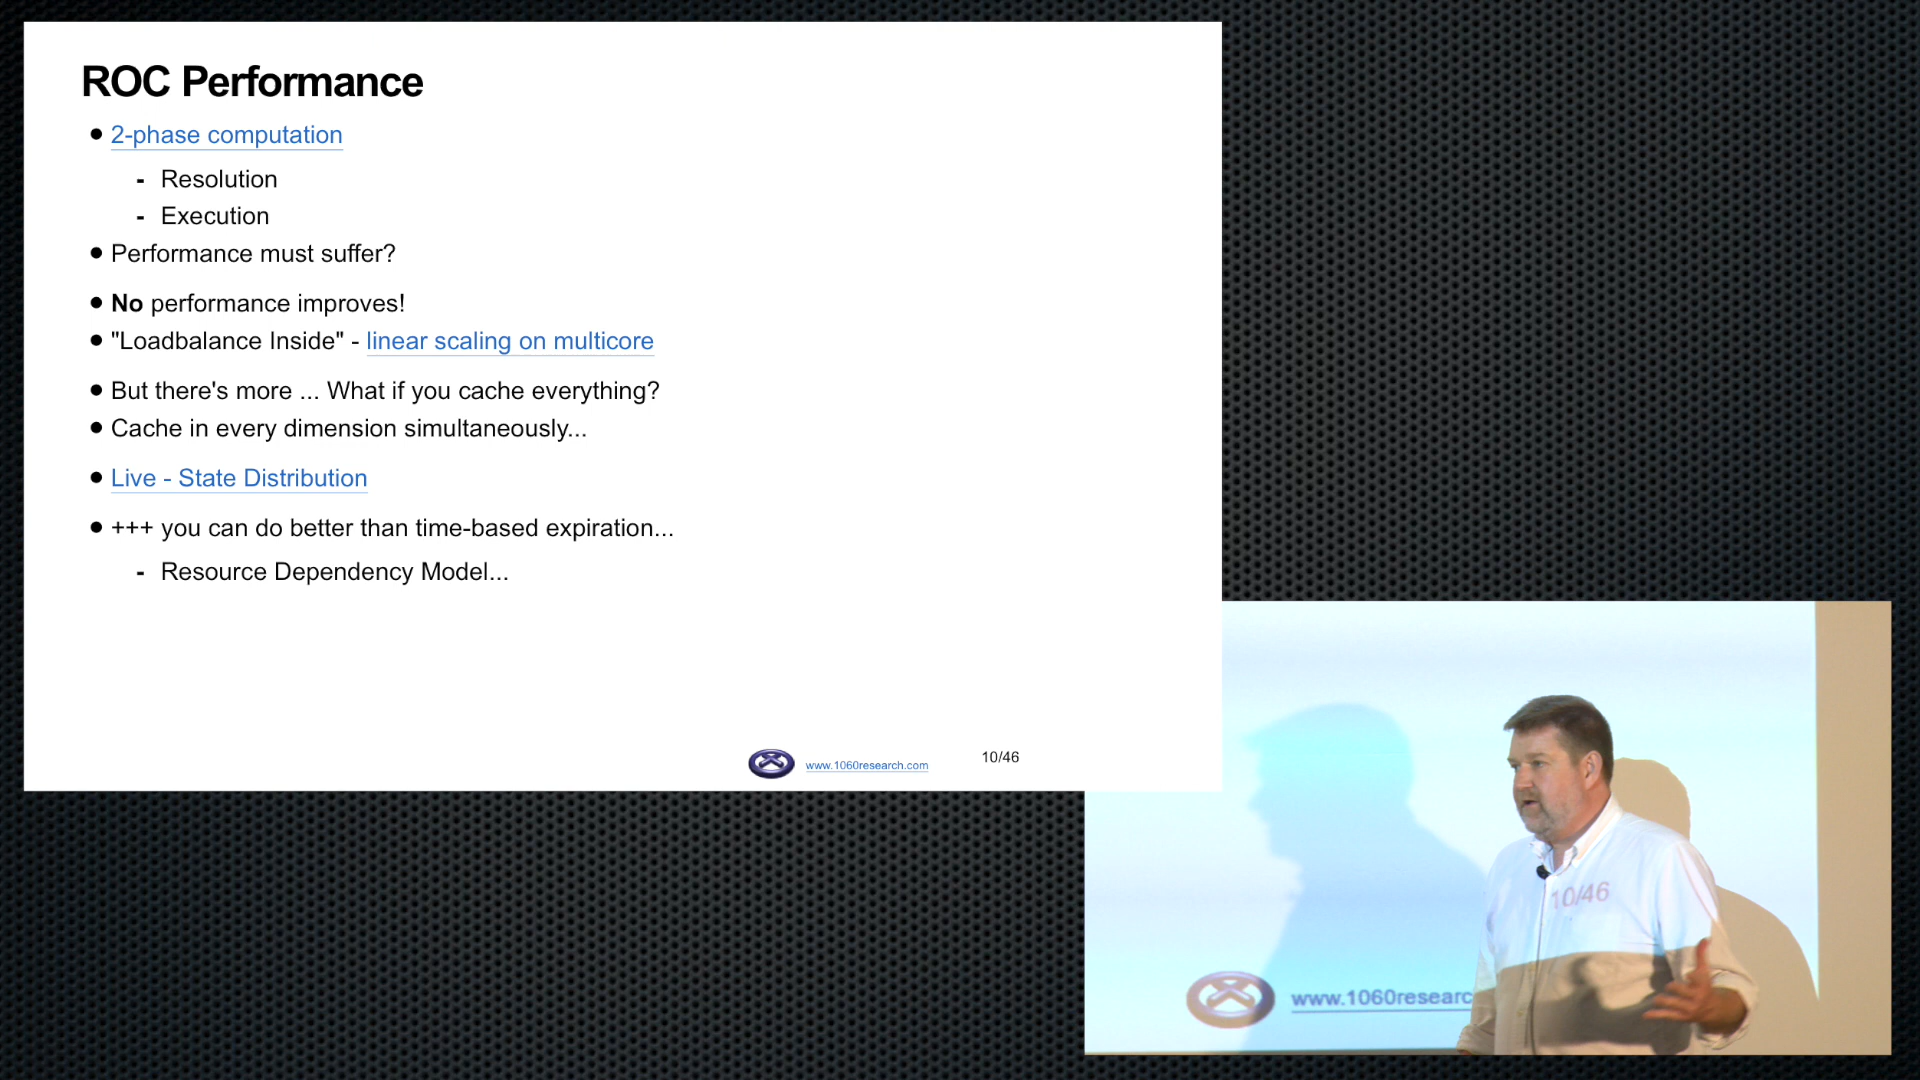 ROC Performance
● 2-phase computation
- Resolution
- Execution
● Performance must suffer?
● No performance improves!
● "Loadbalance Inside" - linear scaling on multicore
● But there's more ... What if you cache everything?
● Cache in every dimension simultaneously...
● Live - State Distribution
● +++ you can do better than time-based expiration...
- Resource Dependency Model...
www.1060research.com
10/46
10/46
www.1060researc